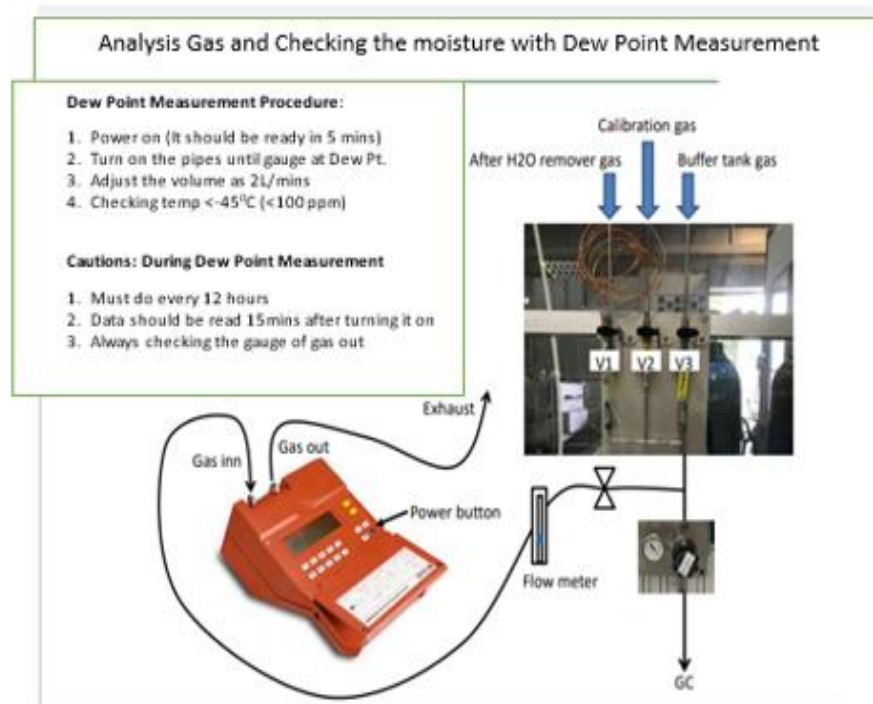 Analysis Gas and Checking the moisture with Dew Point Measurement
Dew Point Measurement Procedure:
1. Power on (It should be ready in 5 mins)
2. Turn on the pipes until gauge at Dew Pt.
3. Adjust the volume as 2L/mins
4. Checking temp <-45⁰C (<100 ppm)
Cautions: During Dew Point Measurement
1. Must do every 12 hours
2. Data should be read 15mins after turning it on
3. Always checking the gauge of gas out
Calibration gas
After H2O remover gas
Buffer tank gas
V1
V2
V3
Exhaust
Gas out
Gas inn
Power button
Flow meter
GC